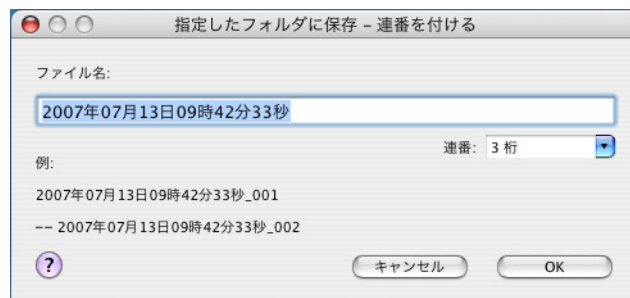 指定したフォルダに保存 – 連番を付ける
ファイル名:
2007年07月13日09時42分33秒
連番: 3 桁
例:
2007年07月13日09時42分33秒_001
-- 2007年07月13日09時42分33秒_002
? キャンセル OK